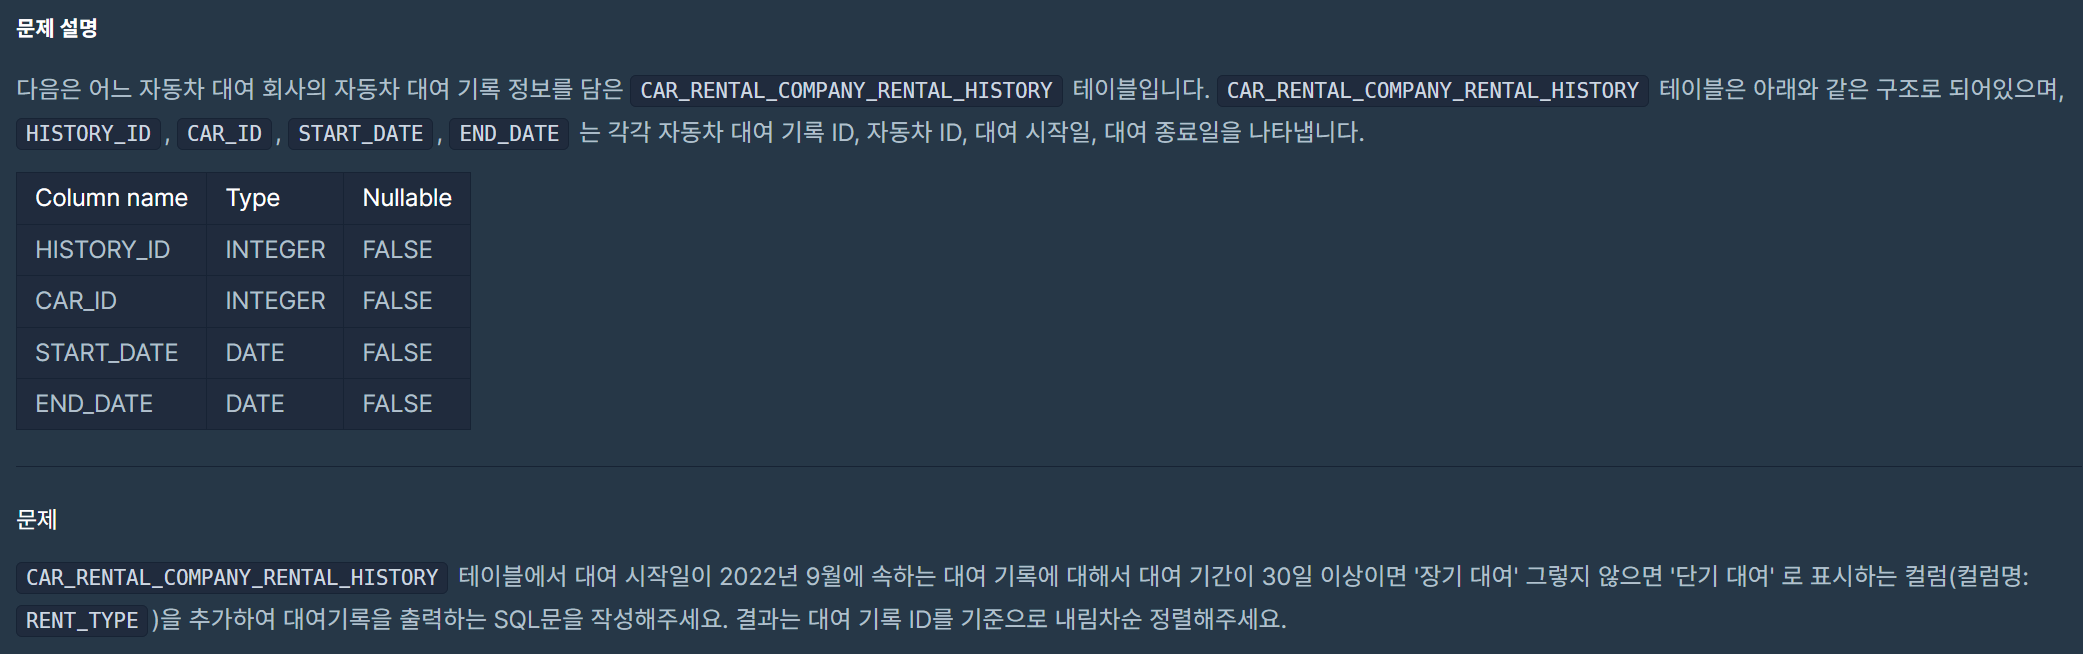 문제 설명
다음은 어느 자동차 대여 회사의 자동차 대여 기록 정보를 담은 CAR_RENTAL_COMPANY_RENTAL_HISTORY 테이블입니다. CAR_RENTAL_COMPANY_RENTAL_HISTORY 테이블은 아래와 같은 구조로 되어있으며,
HISTORY_ID, CAR_ID, START_DATE, END_DATE 는 각각 자동차 대여 기록 ID, 자동차 ID, 대여 시작일, 대여 종료일을 나타냅니다.
Column name Type Nullable
HISTORY_ID INTEGER FALSE
CAR_ID INTEGER FALSE
START_DATE DATE FALSE
END_DATE DATE FALSE
문제
CAR_RENTAL_COMPANY_RENTAL_HISTORY 테이블에서 대여 시작일이 2022년 9월에 속하는 대여 기록에 대해서 대여 기간이 30일 이상이면 '장기 대여' 그렇지 않으면 '단기 대여' 로 표시하는 컬럼(컬럼명:
RENT_TYPE)을 추가하여 대여기록을 출력하는 SQL문을 작성해주세요. 결과는 대여 기록 ID를 기준으로 내림차순 정렬해주세요.